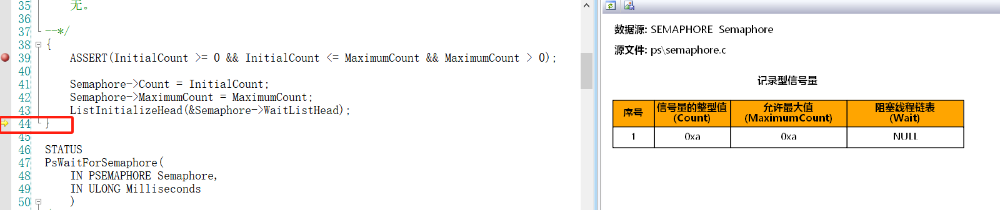 35 无。
36
37 --*/
38 {
39 ASSERT(InitialCount >= 0 && InitialCount <= MaximumCount && MaximumCount > 0);
40
41 Semaphore->Count = InitialCount;
42 Semaphore->MaximumCount = MaximumCount;
43 ListInitializeHead(&Semaphore->WaitListHead);
44 }
45
46 STATUS
47 PsWaitForSemaphore(
48 IN PSEMAPHORE Semaphore,
49 IN ULONG Milliseconds
50 )
数据源: SEMAPHORE Semaphore
源文件: ps\semaphore.c
记录型信号量
序号 信号量的整型值 允许最大值 阻塞线程链表
(Count) (MaximumCount) (Wait)
1 0xa 0xa NULL